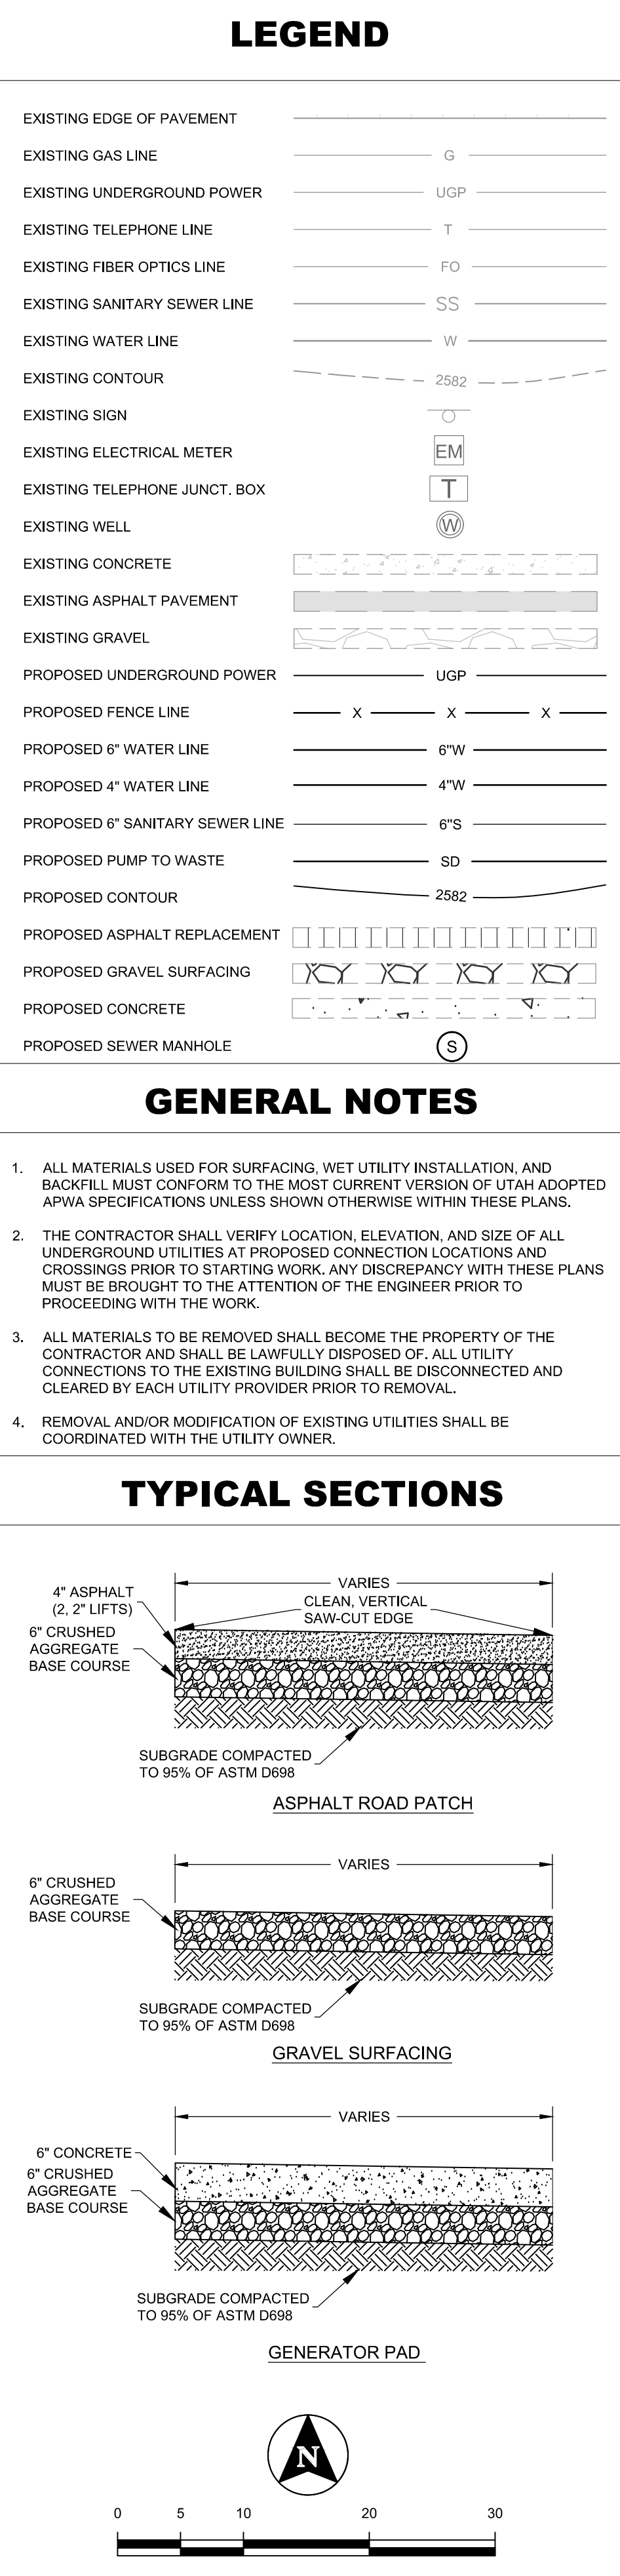 LEGEND
EXISTING EDGE OF PAVEMENT
EXISTING GAS LINE G
EXISTING UNDERGROUND POWER UGP
EXISTING TELEPHONE LINE T
EXISTING FIBER OPTICS LINE FO
EXISTING SANITARY SEWER LINE SS
EXISTING WATER LINE W
EXISTING CONTOUR 2582
EXISTING SIGN
EXISTING ELECTRICAL METER EM
EXISTING TELEPHONE JUNCT. BOX T
EXISTING WELL W
EXISTING CONCRETE
EXISTING ASPHALT PAVEMENT
EXISTING GRAVEL
PROPOSED UNDERGROUND POWER UGP
PROPOSED FENCE LINE X X X
PROPOSED 6" WATER LINE 6"W
PROPOSED 4" WATER LINE 4"W
PROPOSED 6" SANITARY SEWER LINE 6"S
PROPOSED PUMP TO WASTE SD
PROPOSED CONTOUR 2582
PROPOSED ASPHALT REPLACEMENT
PROPOSED GRAVEL SURFACING
PROPOSED CONCRETE
PROPOSED SEWER MANHOLE S
GENERAL NOTES
1. ALL MATERIALS USED FOR SURFACING, WET UTILITY INSTALLATION, AND
BACKFILL MUST CONFORM TO THE MOST CURRENT VERSION OF UTAH ADOPTED
APWA SPECIFICATIONS UNLESS SHOWN OTHERWISE WITHIN THESE PLANS.
2. THE CONTRACTOR SHALL VERIFY LOCATION, ELEVATION, AND SIZE OF ALL
UNDERGROUND UTILITIES AT PROPOSED CONNECTION LOCATIONS AND
CROSSINGS PRIOR TO STARTING WORK. ANY DISCREPANCY WITH THESE PLANS
MUST BE BROUGHT TO THE ATTENTION OF THE ENGINEER PRIOR TO
PROCEEDING WITH THE WORK.
3. ALL MATERIALS TO BE REMOVED SHALL BECOME THE PROPERTY OF THE
CONTRACTOR AND SHALL BE LAWFULLY DISPOSED OF. ALL UTILITY
CONNECTIONS TO THE EXISTING BUILDING SHALL BE DISCONNECTED AND
CLEARED BY EACH UTILITY PROVIDER PRIOR TO REMOVAL.
4. REMOVAL AND/OR MODIFICATION OF EXISTING UTILITIES SHALL BE
COORDINATED WITH THE UTILITY OWNER.
TYPICAL SECTIONS
VARIES
4" ASPHALT
(2, 2" LIFTS)
CLEAN, VERTICAL
SAW-CUT EDGE
6" CRUSHED
AGGREGATE
BASE COURSE
SUBGRADE COMPACTED
TO 95% OF ASTM D698
ASPHALT ROAD PATCH
VARIES
6" CRUSHED
AGGREGATE
BASE COURSE
SUBGRADE COMPACTED
TO 95% OF ASTM D698
GRAVEL SURFACING
VARIES
6" CONCRETE
6" CRUSHED
AGGREGATE
BASE COURSE
SUBGRADE COMPACTED
TO 95% OF ASTM D698
GENERATOR PAD
N
0 5 10 20 30